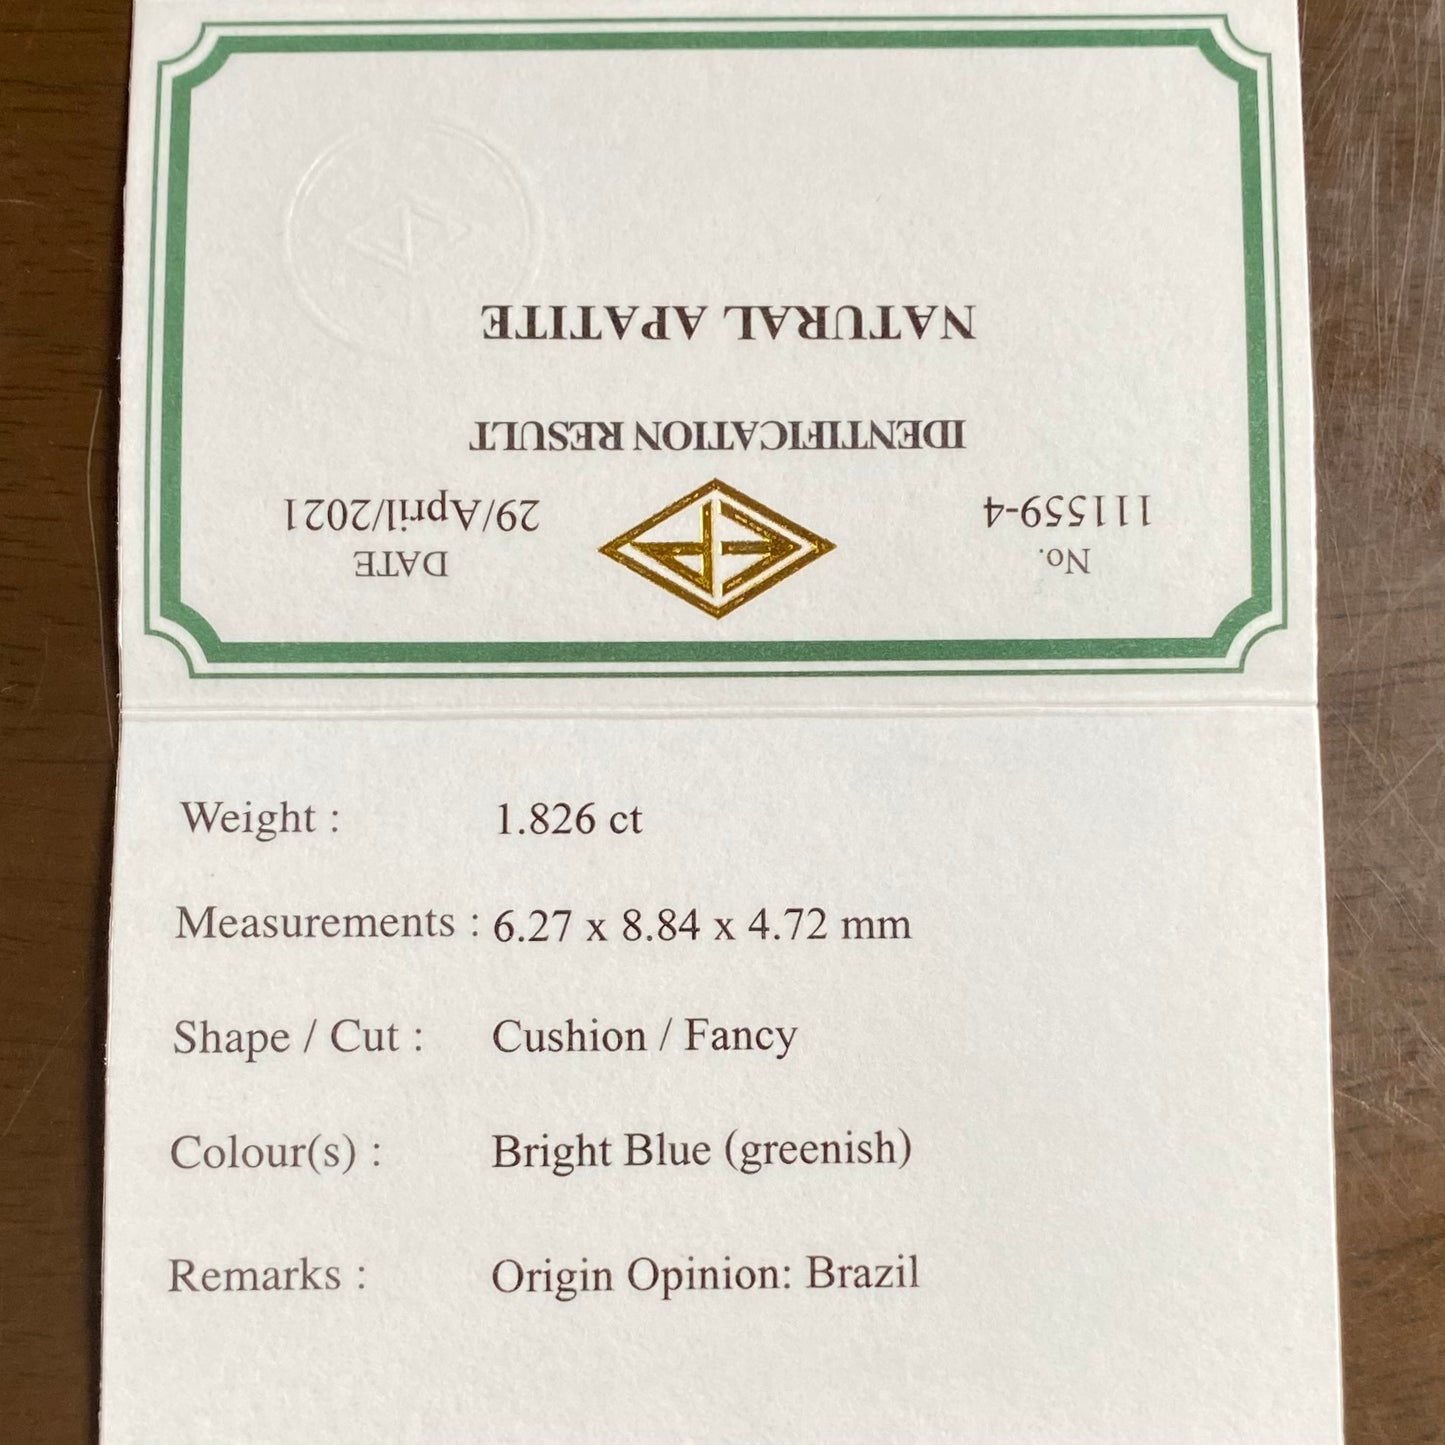 No.
111559-4
DATE
29/April/2021
IDENTIFICATION RESULT
NATURAL APATITE
Weight : 1.826 ct
Measurements : 6.27 x 8.84 x 4.72 mm
Shape / Cut : Cushion / Fancy
Colour(s) : Bright Blue (greenish)
Remarks : Origin Opinion: Brazil